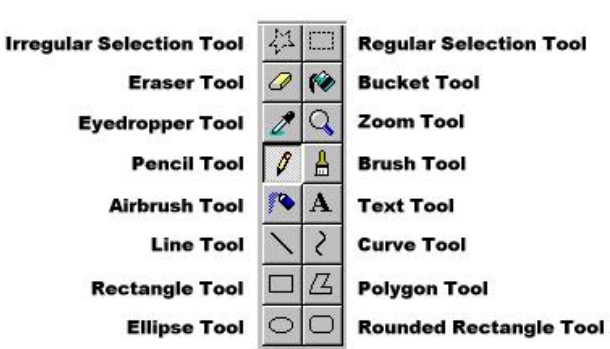 Irregular Selection Tool Regular Selection Tool
Eraser Tool Bucket Tool
Eyedropper Tool Zoom Tool
Pencil Tool Brush Tool
Airbrush Tool A Text Tool
Line Tool Curve Tool
Rectangle Tool Polygon Tool
Ellipse Tool Rounded Rectangle Tool